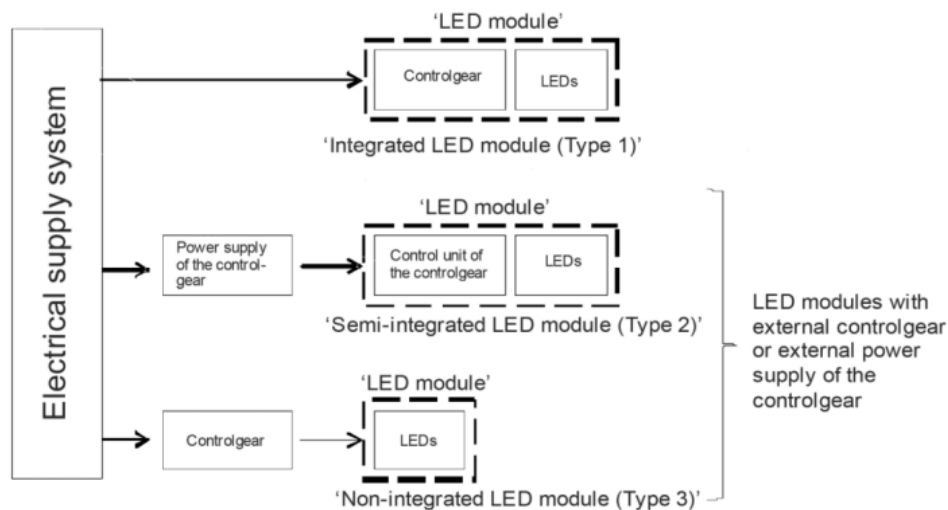 Electrical supply system
‘LED module’
Controlgear
LEDs
‘Integrated LED module (Type 1)’
‘LED module’
Power supply
of the control-
gear
Control unit of
the controlgear
LEDs
‘Semi-integrated LED module (Type 2)’
‘LED module’
Controlgear
LEDs
‘Non-integrated LED module (Type 3)’
LED modules with
external controlgear
or external power
supply of the
controlgear